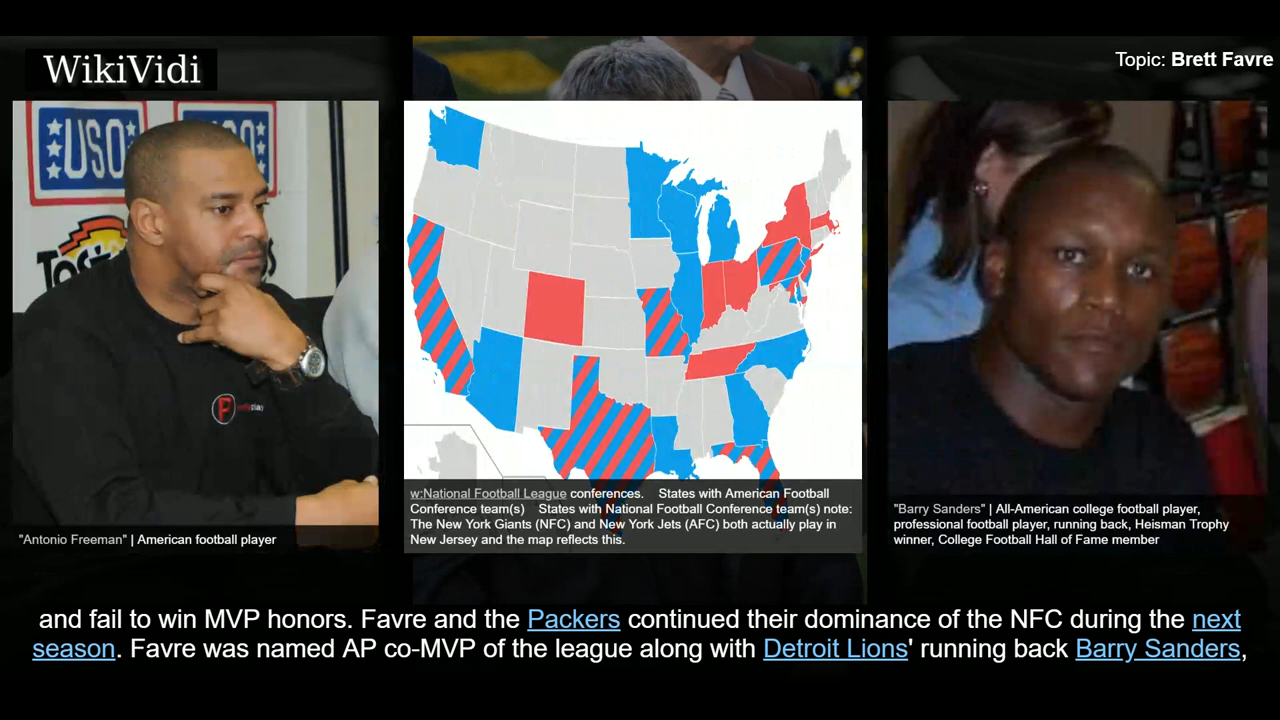 WikiVidi
Topic: Brett Favre
USO
"Antonio Freeman" | American football player
w:National Football League conferences. States with American Football
Conference team(s) States with National Football Conference team(s) note:
The New York Giants (NFC) and New York Jets (AFC) both actually play in
New Jersey and the map reflects this.
"Barry Sanders" | All-American college football player,
professional football player, running back, Heisman Trophy
winner, College Football Hall of Fame member
and fail to win MVP honors. Favre and the Packers continued their dominance of the NFC during the next
season. Favre was named AP co-MVP of the league along with Detroit Lions' running back Barry Sanders,